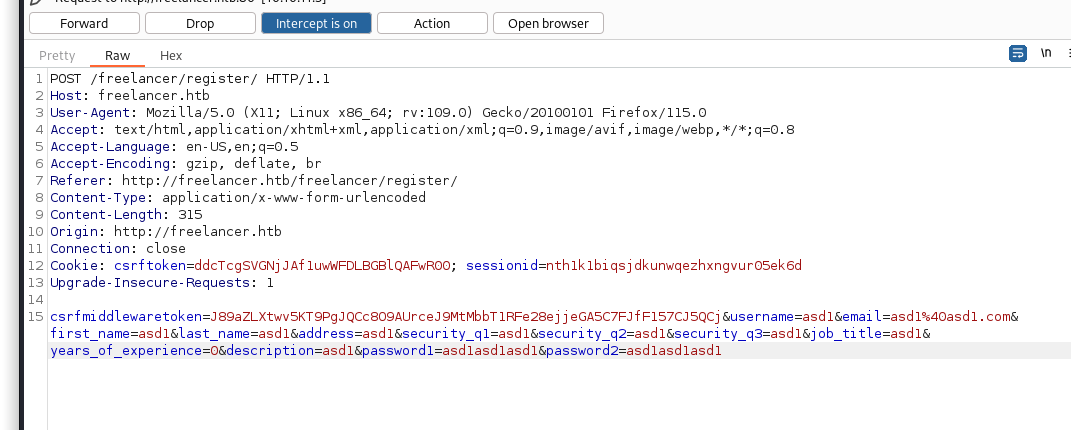 Forward Drop Intercept is on Action Open browser
Pretty Raw Hex \n
1 POST /freelancer/register/ HTTP/1.1
2 Host: freelancer.htb
3 User-Agent: Mozilla/5.0 (X11; Linux x86_64; rv:109.0) Gecko/20100101 Firefox/115.0
4 Accept: text/html,application/xhtml+xml,application/xml;q=0.9,image/avif,image/webp,*/*;q=0.8
5 Accept-Language: en-US,en;q=0.5
6 Accept-Encoding: gzip, deflate, br
7 Referer: http://freelancer.htb/freelancer/register/
8 Content-Type: application/x-www-form-urlencoded
9 Content-Length: 315
10 Origin: http://freelancer.htb
11 Connection: close
12 Cookie: csrftoken=ddcTcgSVGNjJAf1uwWFDLBGBlQAFwR00; sessionid=nth1k1biqsjdkunwqezhxngvur05ek6d
13 Upgrade-Insecure-Requests: 1
14
15 csrfmiddlewaretoken=J89aZLXtwv5KT9PgJQCc809AUrceJ9MtMbbT1RFe28ejjeGA5C7FJfF157CJ5QCj&username=asd1&email=asd1%40asd1.com&
first_name=asd1&last_name=asd1&address=asd1&security_q1=asd1&security_q2=asd1&security_q3=asd1&job_title=asd1&
years_of_experience=0&description=asd1&password1=asd1asd1asd1&password2=asd1asd1asd1